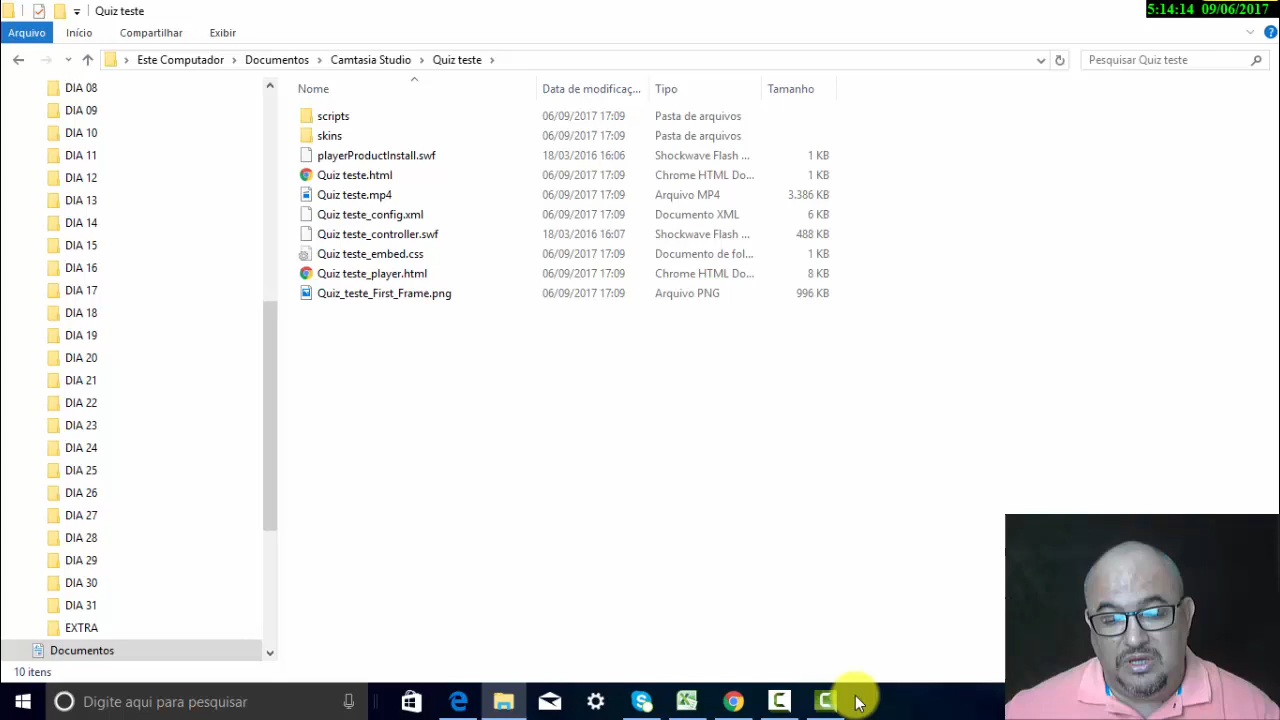 Quiz teste
5:14:14 09/06/2017
Arquivo Início Compartilhar Exibir
Este Computador Documentos Camtasia Studio Quiz teste
Pesquisar Quiz teste
DIA 08
DIA 09
DIA 10
DIA 11
DIA 12
DIA 13
DIA 14
DIA 15
DIA 16
DIA 17
DIA 18
DIA 19
DIA 20
DIA 21
DIA 22
DIA 23
DIA 24
DIA 25
DIA 26
DIA 27
DIA 28
DIA 29
DIA 30
DIA 31
EXTRA
Documentos
Nome Data de modificaç... Tipo Tamanho
scripts 06/09/2017 17:09 Pasta de arquivos
skins 06/09/2017 17:09 Pasta de arquivos
playerProductInstall.swf 18/03/2016 16:06 Shockwave Flash ... 1 KB
Quiz teste.html 06/09/2017 17:09 Chrome HTML Do... 1 KB
Quiz teste.mp4 06/09/2017 17:09 Arquivo MP4 3.386 KB
Quiz teste_config.xml 06/09/2017 17:09 Documento XML 6 KB
Quiz teste_controller.swf 18/03/2016 16:07 Shockwave Flash ... 488 KB
Quiz teste_embed.css 06/09/2017 17:09 Documento de fol... 1 KB
Quiz teste_player.html 06/09/2017 17:09 Chrome HTML Do... 8 KB
Quiz_teste_First_Frame.png 06/09/2017 17:09 Arquivo PNG 996 KB
10 itens
Digite aqui para pesquisar